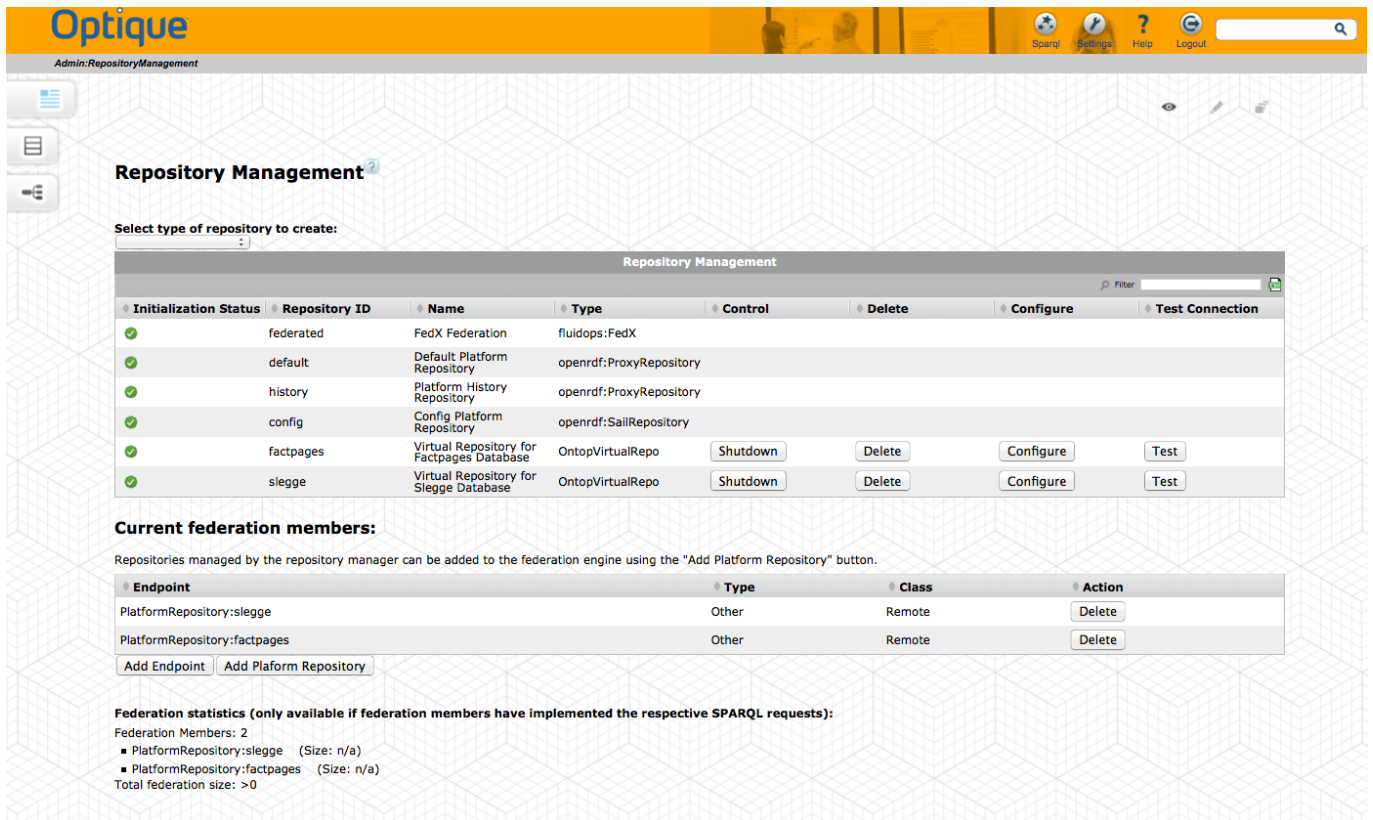 Optique
Sparql Settings Help Logout
Admin:RepositoryManagement
Repository Management ?
Select type of repository to create:
Repository Management
Filter
Initialization Status Repository ID Name Type Control Delete Configure Test Connection
federated FedX Federation fluidops:FedX
default Default Platform Repository openrdf:ProxyRepository
history Platform History Repository openrdf:ProxyRepository
config Config Platform Repository openrdf:SailRepository
factpages Virtual Repository for Factpages Database OntopVirtualRepo Shutdown Delete Configure Test
slegge Virtual Repository for Slegge Database OntopVirtualRepo Shutdown Delete Configure Test
Current federation members:
Repositories managed by the repository manager can be added to the federation engine using the "Add Platform Repository" button.
Endpoint Type Class Action
PlatformRepository:slegge Other Remote Delete
PlatformRepository:factpages Other Remote Delete
Add Endpoint Add Plaform Repository
Federation statistics (only available if federation members have implemented the respective SPARQL requests):
Federation Members: 2
▪ PlatformRepository:slegge (Size: n/a)
▪ PlatformRepository:factpages (Size: n/a)
Total federation size: >0